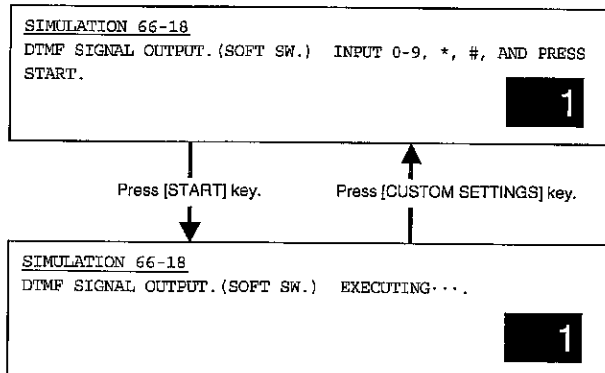 SIMULATION 66-18
DTMF SIGNAL OUTPUT.(SOFT SW.) INPUT 0-9, *, #, AND PRESS
START.
1
Press [START] key. Press [CUSTOM SETTINGS] key.
SIMULATION 66-18
DTMF SIGNAL OUTPUT.(SOFT SW.) EXECUTING···.
1